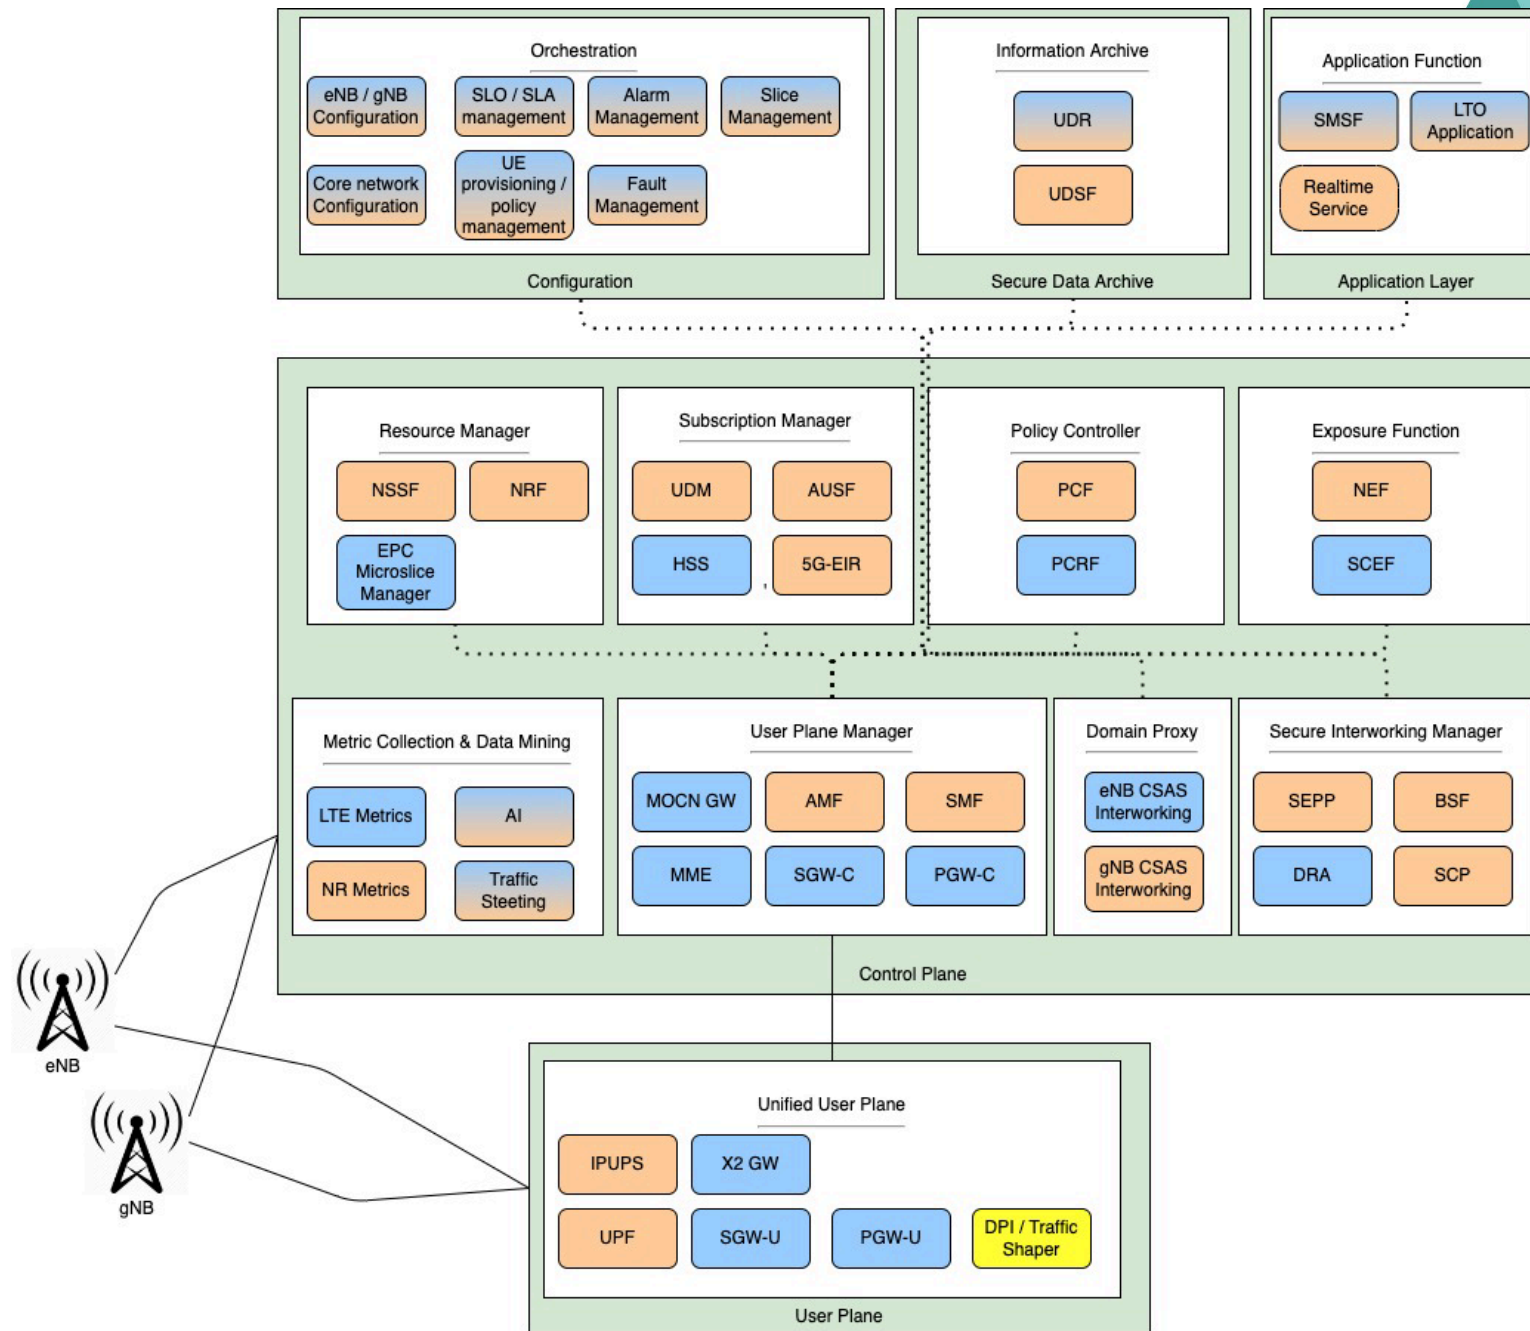 Orchestration
eNB / gNB
Configuration
SLO / SLA
management
Alarm
Management
Slice
Management
Core network
Configuration
UE
provisioning /
policy
management
Fault
Management
Configuration
Information Archive
UDR
UDSF
Secure Data Archive
Application Function
SMSF
LTO
Application
Realtime
Service
Application Layer
Resource Manager
NSSF
NRF
EPC
Microslice
Manager
Subscription Manager
UDM
AUSF
HSS
5G-EIR
Policy Controller
PCF
PCRF
Exposure Function
NEF
SCEF
Metric Collection & Data Mining
LTE Metrics
AI
NR Metrics
Traffic
Steeting
User Plane Manager
MOCN GW
AMF
SMF
MME
SGW-C
PGW-C
Domain Proxy
eNB CSAS
Interworking
gNB CSAS
Interworking
Secure Interworking Manager
SEPP
BSF
DRA
SCP
Control Plane
eNB
gNB
Unified User Plane
IPUPS
X2 GW
UPF
SGW-U
PGW-U
DPI / Traffic
Shaper
User Plane